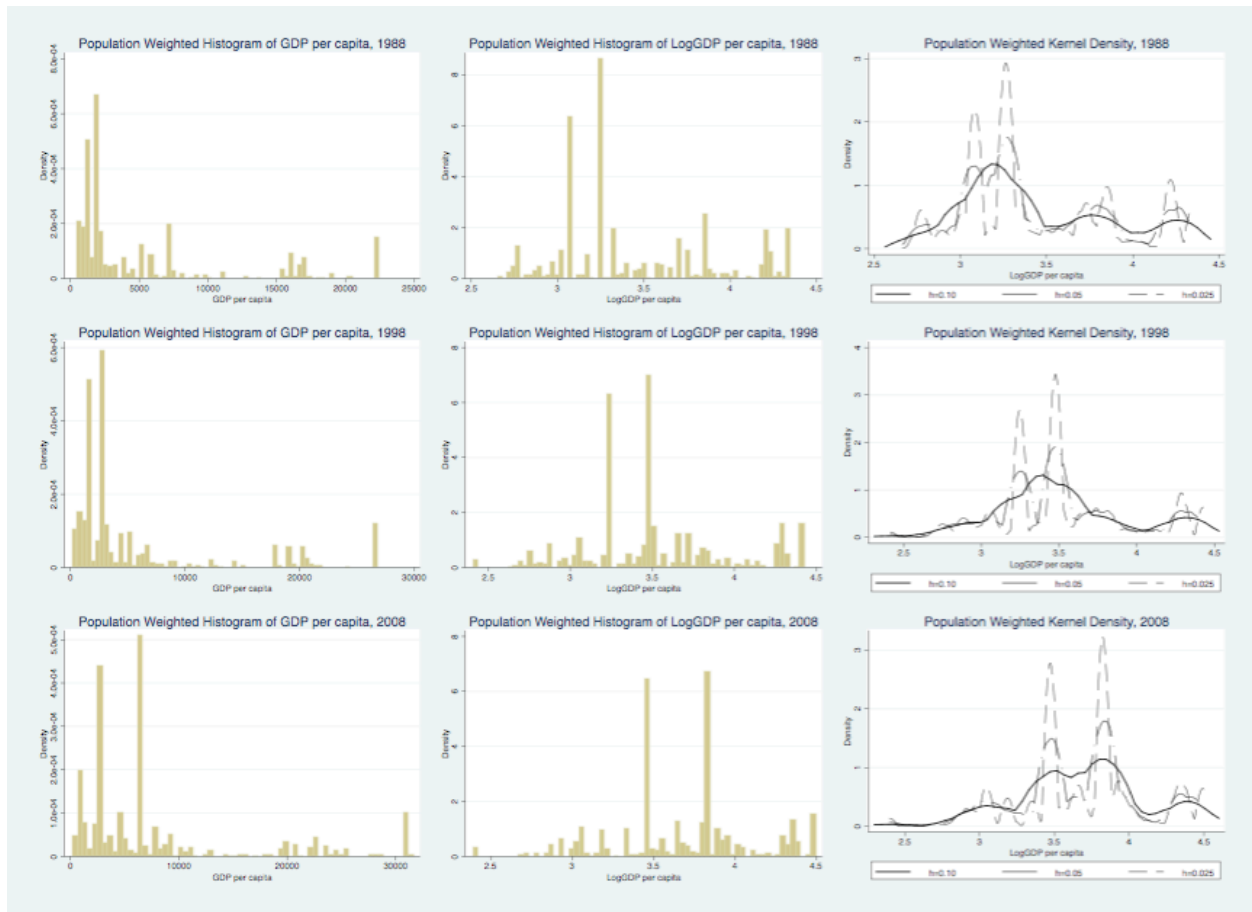 Population Weighted Histogram of GDP per capita, 1988
Density
0 2.0e-04 4.0e-04 6.0e-04 8.0e-04
0 5000 10000 15000 20000 25000
GDP per capita
Population Weighted Histogram of LogGDP per capita, 1988
Density
0 2 4 6 8
2.5 3 3.5 4 4.5
LogGDP per capita
Population Weighted Kernel Density, 1988
Density
0 1 2 3
2.5 3 3.5 4 4.5
LogGDP per capita
h=0.10 h=0.05 h=0.025
Population Weighted Histogram of GDP per capita, 1998
Density
0 2.0e-04 4.0e-04 6.0e-04
0 10000 20000 30000
GDP per capita
Population Weighted Histogram of LogGDP per capita, 1998
Density
0 2 4 6 8
2.5 3 3.5 4 4.5
LogGDP per capita
Population Weighted Kernel Density, 1998
Density
0 1 2 3 4
2.5 3 3.5 4 4.5
LogGDP per capita
h=0.10 h=0.05 h=0.025
Population Weighted Histogram of GDP per capita, 2008
Density
0 1.0e-04 2.0e-04 3.0e-04 4.0e-04 5.0e-04
0 10000 20000 30000
GDP per capita
Population Weighted Histogram of LogGDP per capita, 2008
Density
0 2 4 6 8
2.5 3 3.5 4 4.5
LogGDP per capita
Population Weighted Kernel Density, 2008
Density
0 1 2 3
2.5 3 3.5 4 4.5
LogGDP per capita
h=0.10 h=0.05 h=0.025